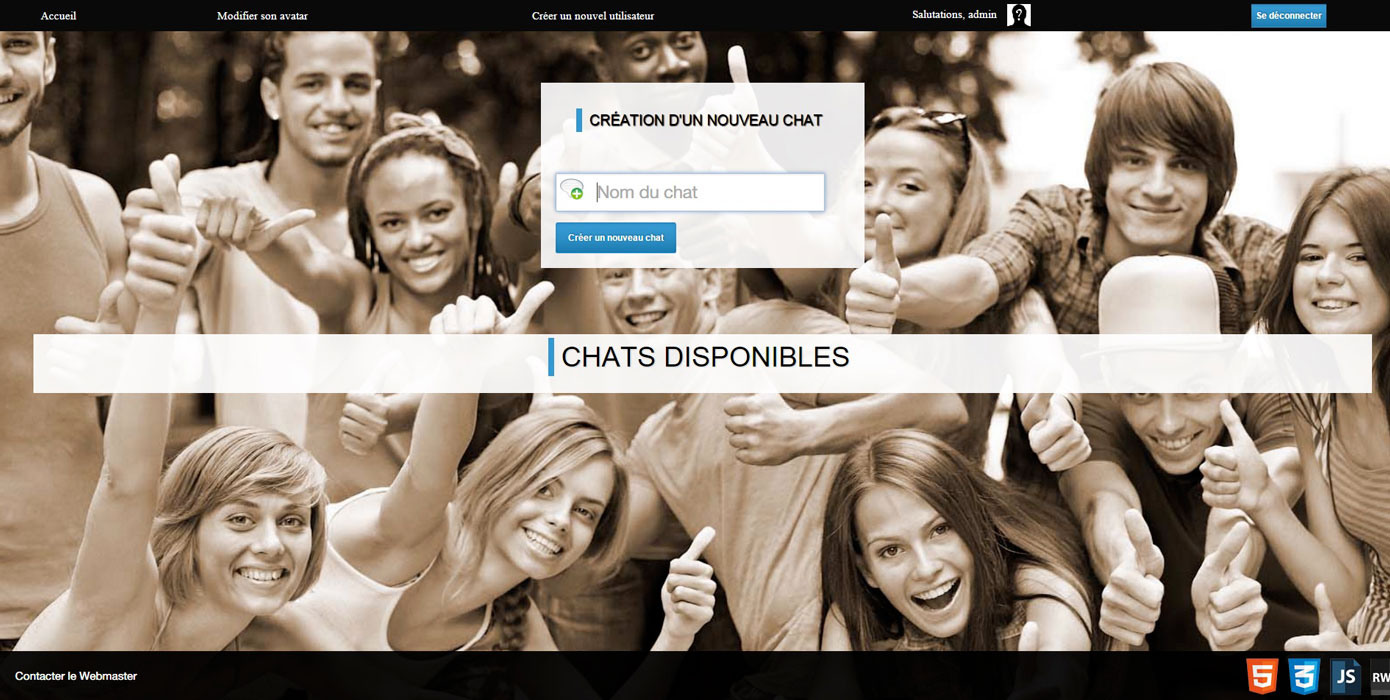 Accueil
Modifier son avatar
Créer un nouvel utilisateur
Salutations, admin
?
Se déconnecter
CRÉATION D'UN NOUVEAU CHAT
Nom du chat
Créer un nouveau chat
CHATS DISPONIBLES
Contacter le Webmaster
5
3
JS
RW